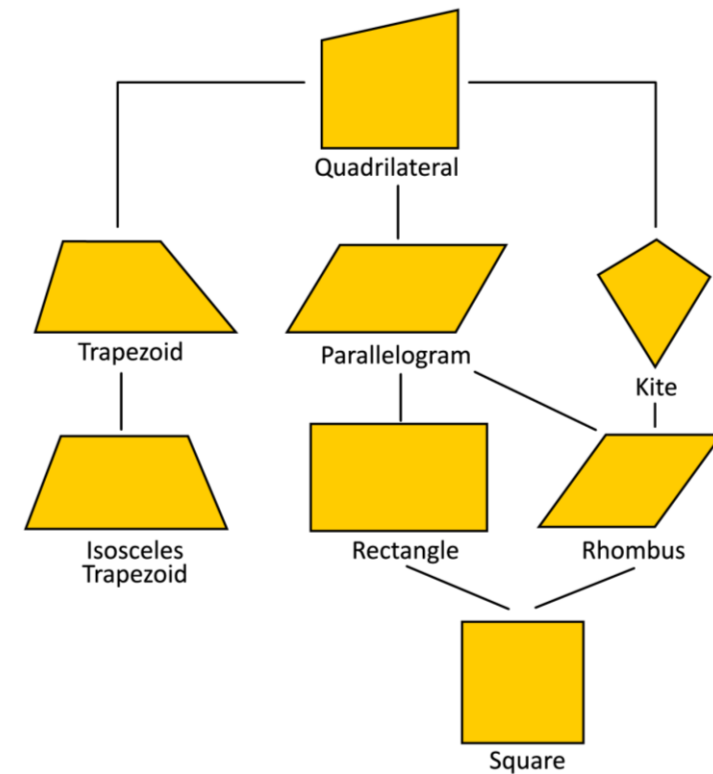 Quadrilateral
Trapezoid
Parallelogram
Kite
Isosceles
Trapezoid
Rectangle
Rhombus
Square